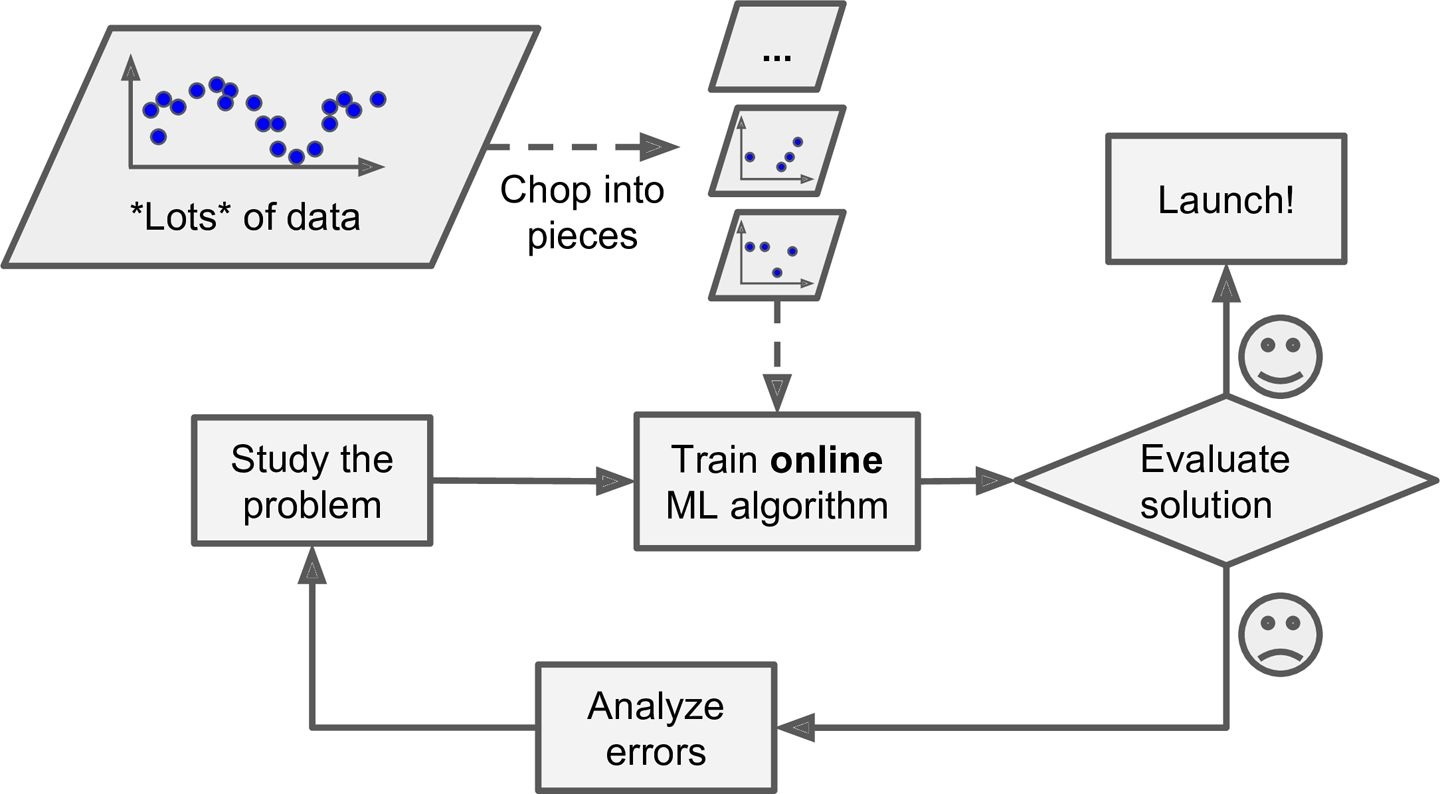 *Lots* of data
Chop into
pieces
...
Launch!
Study the
problem
Train online
ML algorithm
Evaluate
solution
Analyze
errors